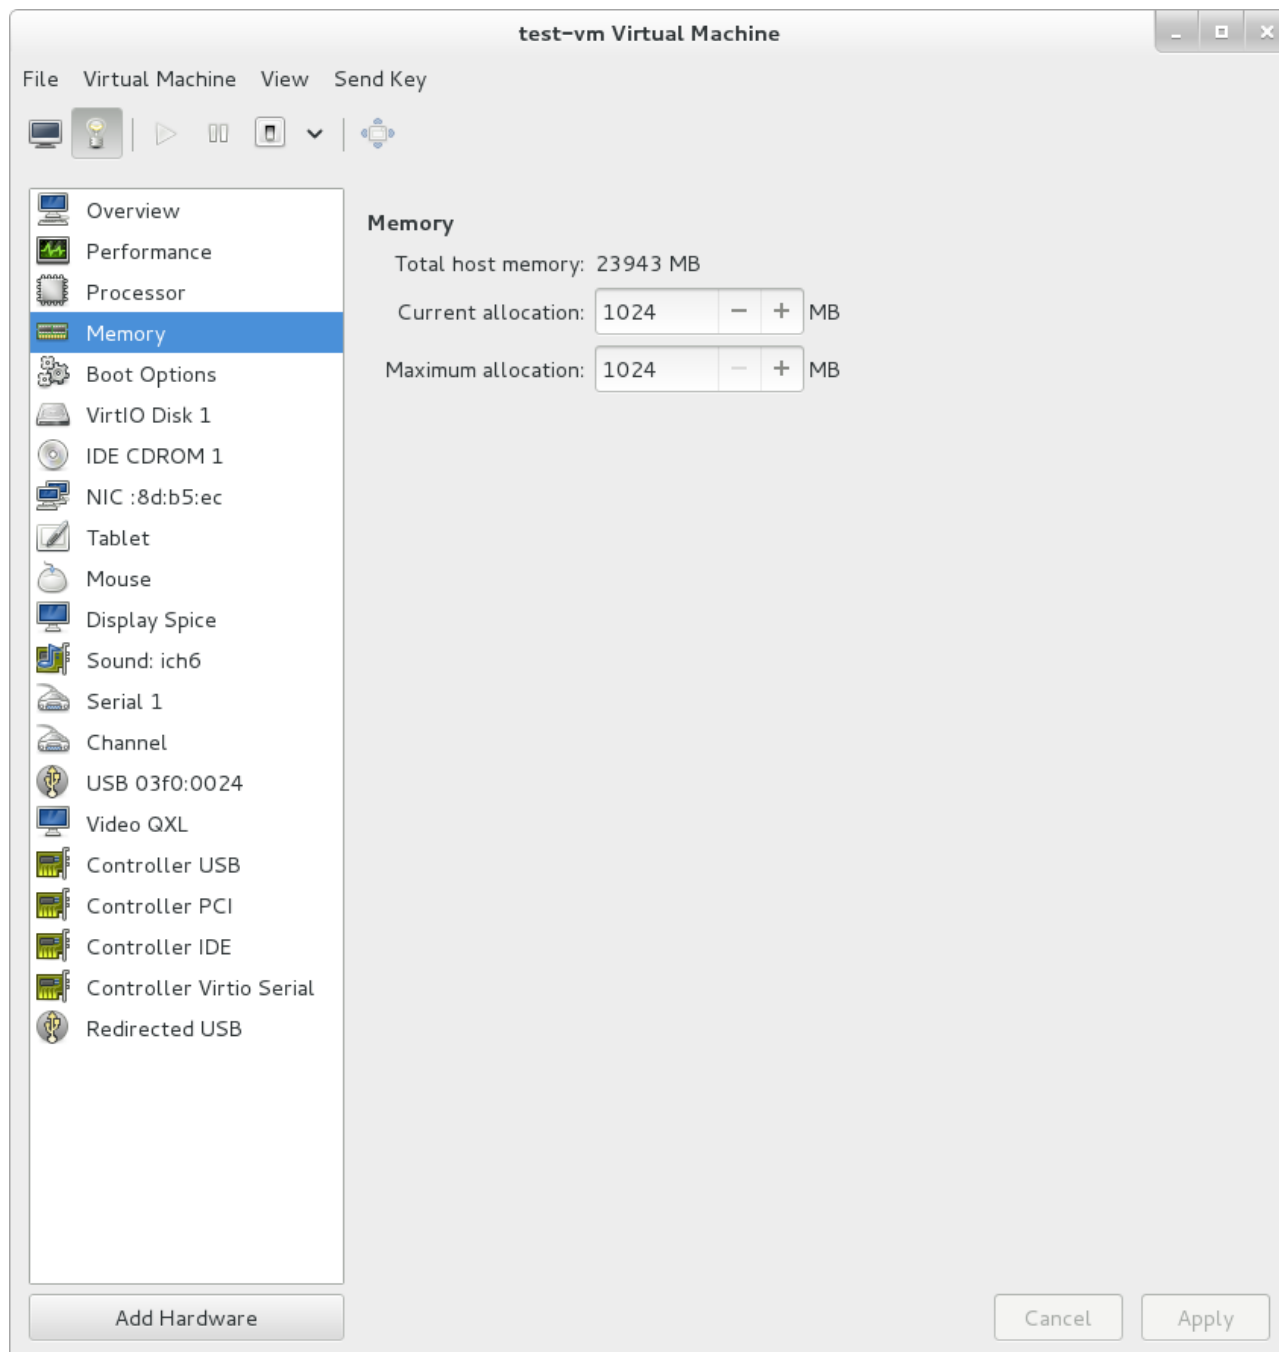 test-vm Virtual Machine
File Virtual Machine View Send Key
Overview
Performance
Processor
Memory
Boot Options
VirtIO Disk 1
IDE CDROM 1
NIC :8d:b5:ec
Tablet
Mouse
Display Spice
Sound: ich6
Serial 1
Channel
USB 03f0:0024
Video QXL
Controller USB
Controller PCI
Controller IDE
Controller Virtio Serial
Redirected USB
Add Hardware
Memory
Total host memory: 23943 MB
Current allocation: 1024 − + MB
Maximum allocation: 1024 − + MB
Cancel Apply